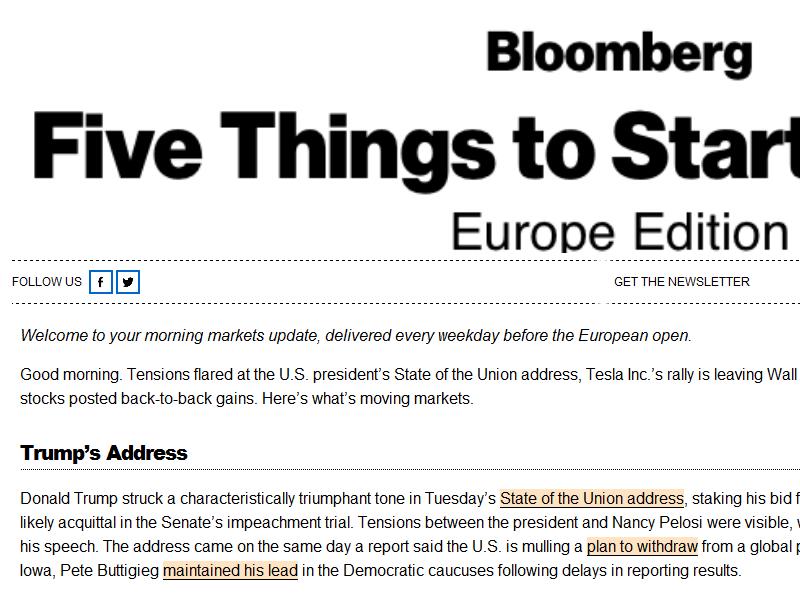 Bloomberg
Five Things to Start
Europe Edition
FOLLOW US
GET THE NEWSLETTER
Welcome to your morning markets update, delivered every weekday before the European open.
Good morning. Tensions flared at the U.S. president’s State of the Union address, Tesla Inc.’s rally is leaving Wall
stocks posted back-to-back gains. Here’s what’s moving markets.
Trump’s Address
Donald Trump struck a characteristically triumphant tone in Tuesday’s State of the Union address, staking his bid f
likely acquittal in the Senate’s impeachment trial. Tensions between the president and Nancy Pelosi were visible, w
his speech. The address came on the same day a report said the U.S. is mulling a plan to withdraw from a global p
Iowa, Pete Buttigieg maintained his lead in the Democratic caucuses following delays in reporting results.